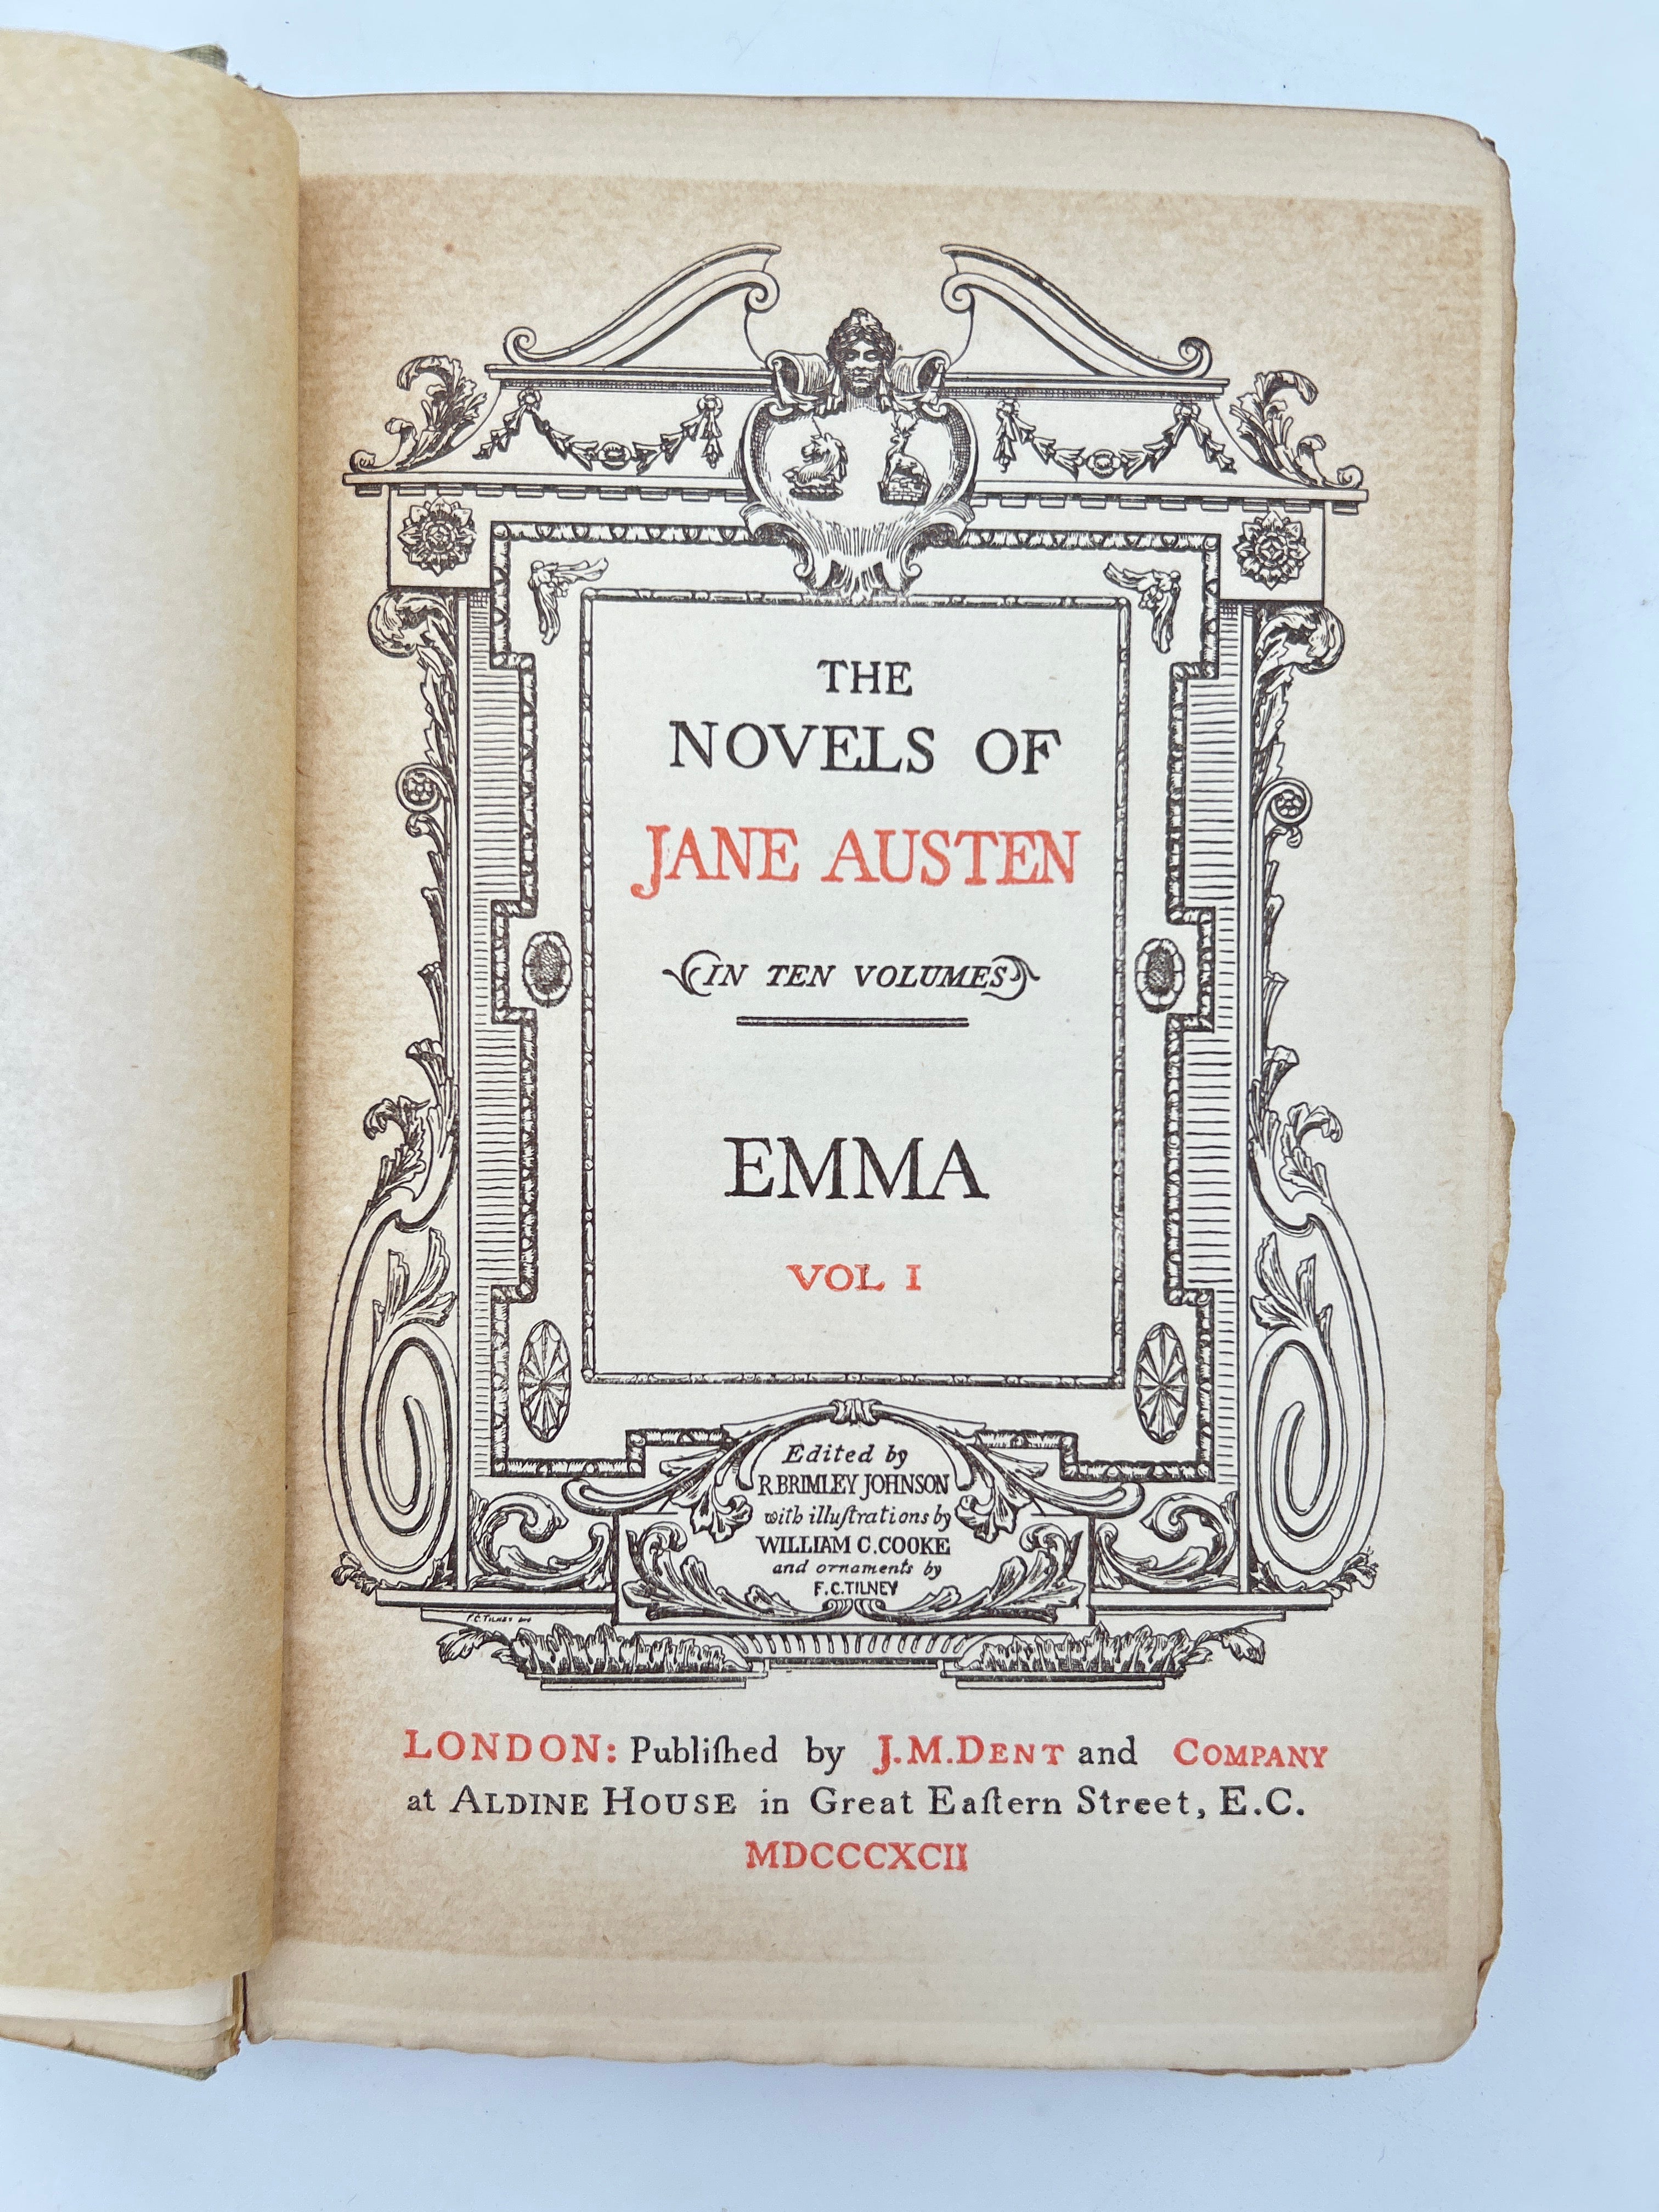 THE
NOVELS OF
JANE AUSTEN
IN TEN VOLUMES
EMMA
VOL I
Edited by
R. BRIMLEY JOHNSON
with illuſtrations by
WILLIAM C. COOKE
and ornaments by
F. C. TILNEY
F. C. TILNEY
LONDON: Publiſhed by J. M. DENT and COMPANY
at ALDINE HOUSE in Great Eaſtern Street, E.C.
MDCCCXCII